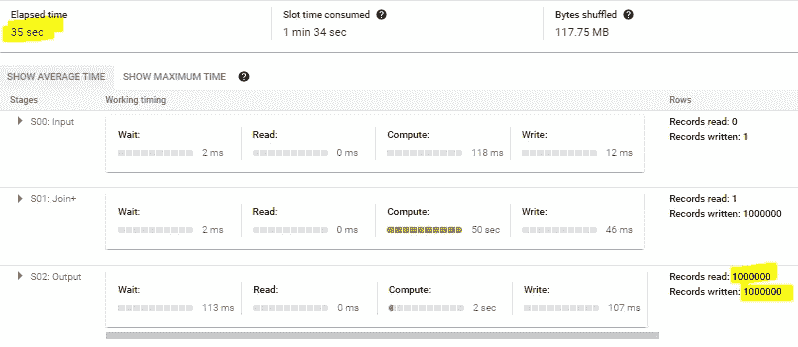 Elapsed time Slot time consumed ? Bytes shuffled ?
35 sec 1 min 34 sec 117.75 MB
SHOW AVERAGE TIME SHOW MAXIMUM TIME ?
Stages Working timing Rows
S00: Input
Wait: Read: Compute: Write:
2 ms 0 ms 118 ms 12 ms
Records read: 0
Records written: 1
S01: Join+
Wait: Read: Compute: Write:
2 ms 0 ms 50 sec 46 ms
Records read: 1
Records written: 1000000
S02: Output
Wait: Read: Compute: Write:
113 ms 0 ms 2 sec 107 ms
Records read: 1000000
Records written: 1000000